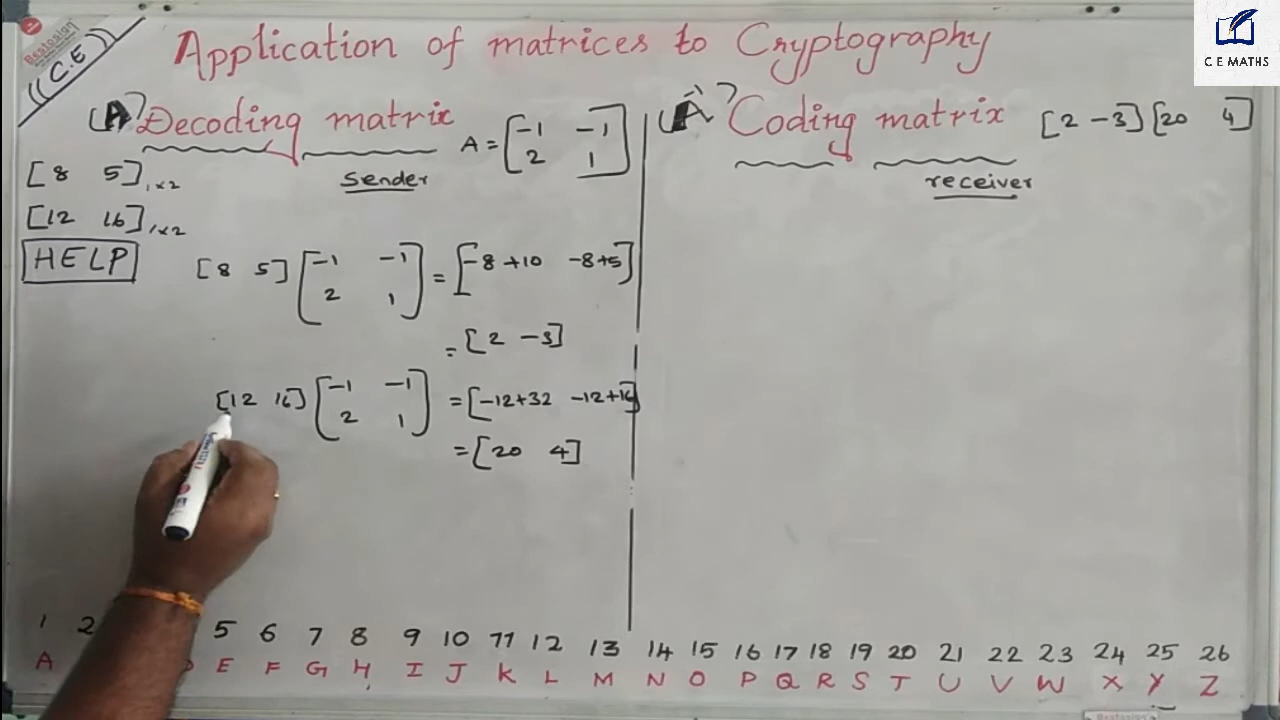 Bestosign
((C.E))
C E MATHS
Application of matrices to Cryptography
(A) Decoding matrix
A = [-1 -1
2 1]
sender
[8 5]1×2
[12 16]1×2
HELP
[8 5] [-1 -1
2 1] = [-8+10 -8+5]
= [2 -3]
[12 16] [-1 -1
2 1] = [-12+32 -12+16]
= [20 4]
Coding matrix
[2 -3] [20 4]
receiver
1 2 5 6 7 8 9 10 11 12 13 14 15 16 17 18 19 20 21 22 23 24 25 26
A E F G H I J K L M N O P Q R S T U V W X Y Z